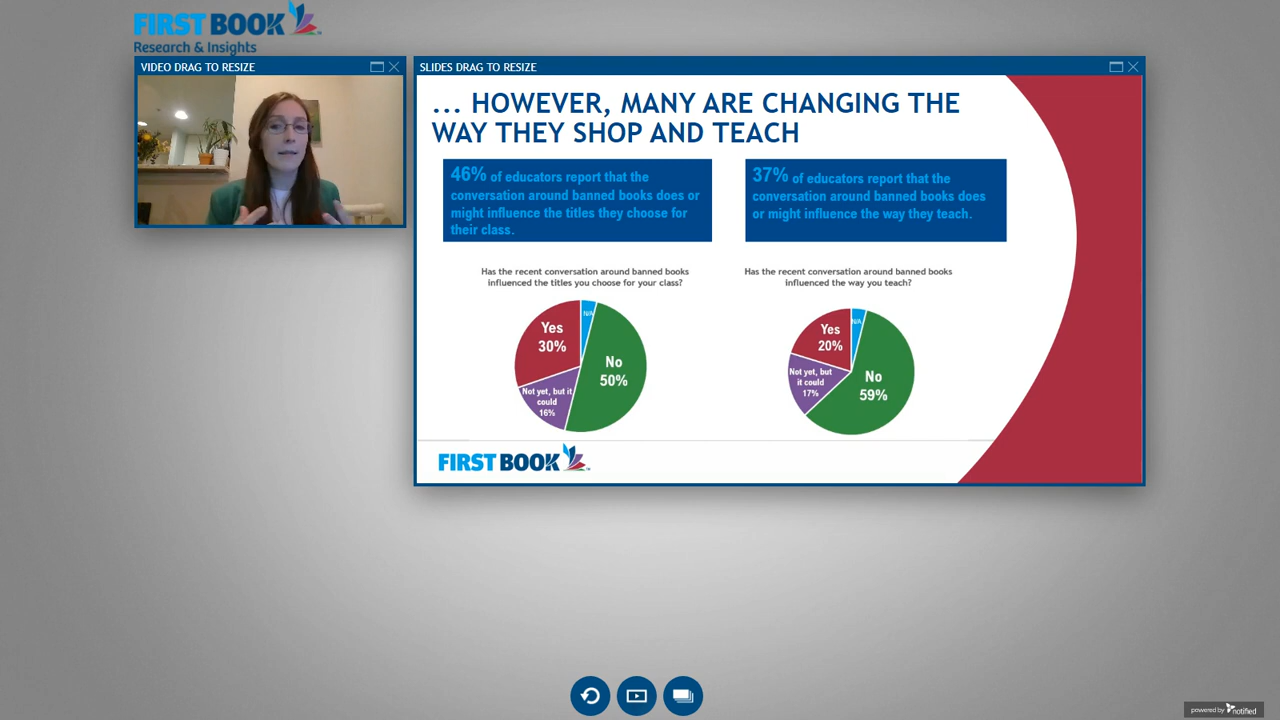 FIRST BOOK
Research & Insights
VIDEO DRAG TO RESIZE
SLIDES DRAG TO RESIZE
... HOWEVER, MANY ARE CHANGING THE
WAY THEY SHOP AND TEACH
46% of educators report that the
conversation around banned books does or
might influence the titles they choose for
their class.
37% of educators report that the
conversation around banned books does
or might influence the way they teach.
Has the recent conversation around banned books
influenced the titles you choose for your class?
N/A
Yes
30%
No
50%
Not yet, but it
could
16%
Has the recent conversation around banned books
influenced the way you teach?
N/A
Yes
20%
Not yet, but
it could
17%
No
59%
FIRST BOOK
powered by notified